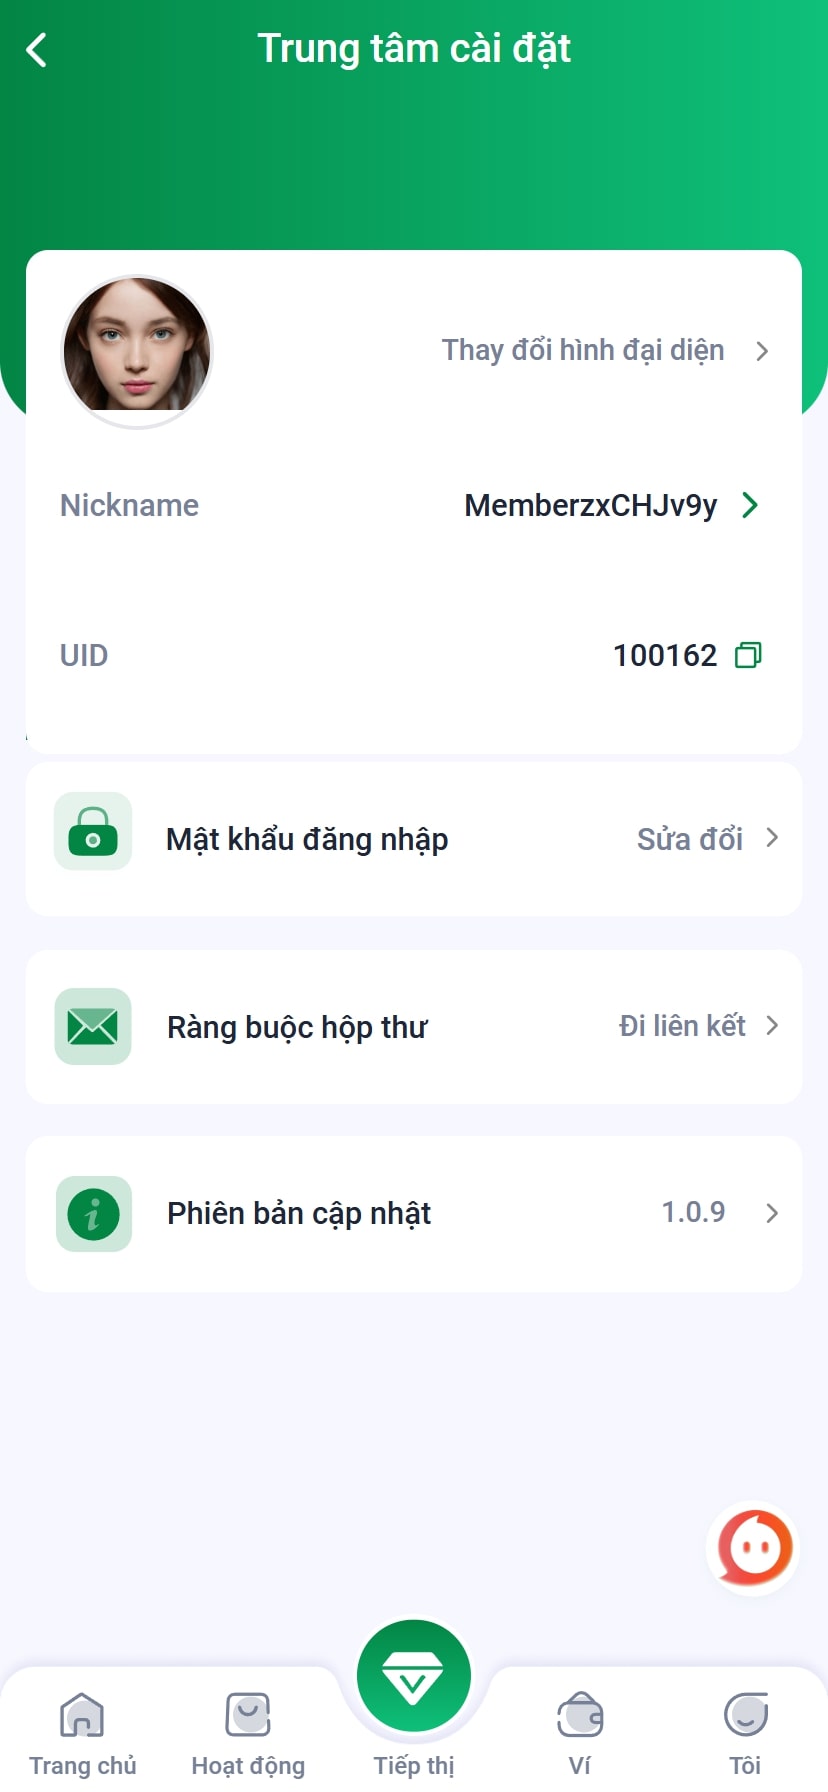 Trung tâm cài đặt
Thay đổi hình đại diện
Nickname MemberzxCHJv9y
UID 100162
Mật khẩu đăng nhập Sửa đổi
Ràng buộc hộp thư Đi liên kết
Phiên bản cập nhật 1.0.9
Trang chủ Hoạt động Tiếp thị Ví Tôi